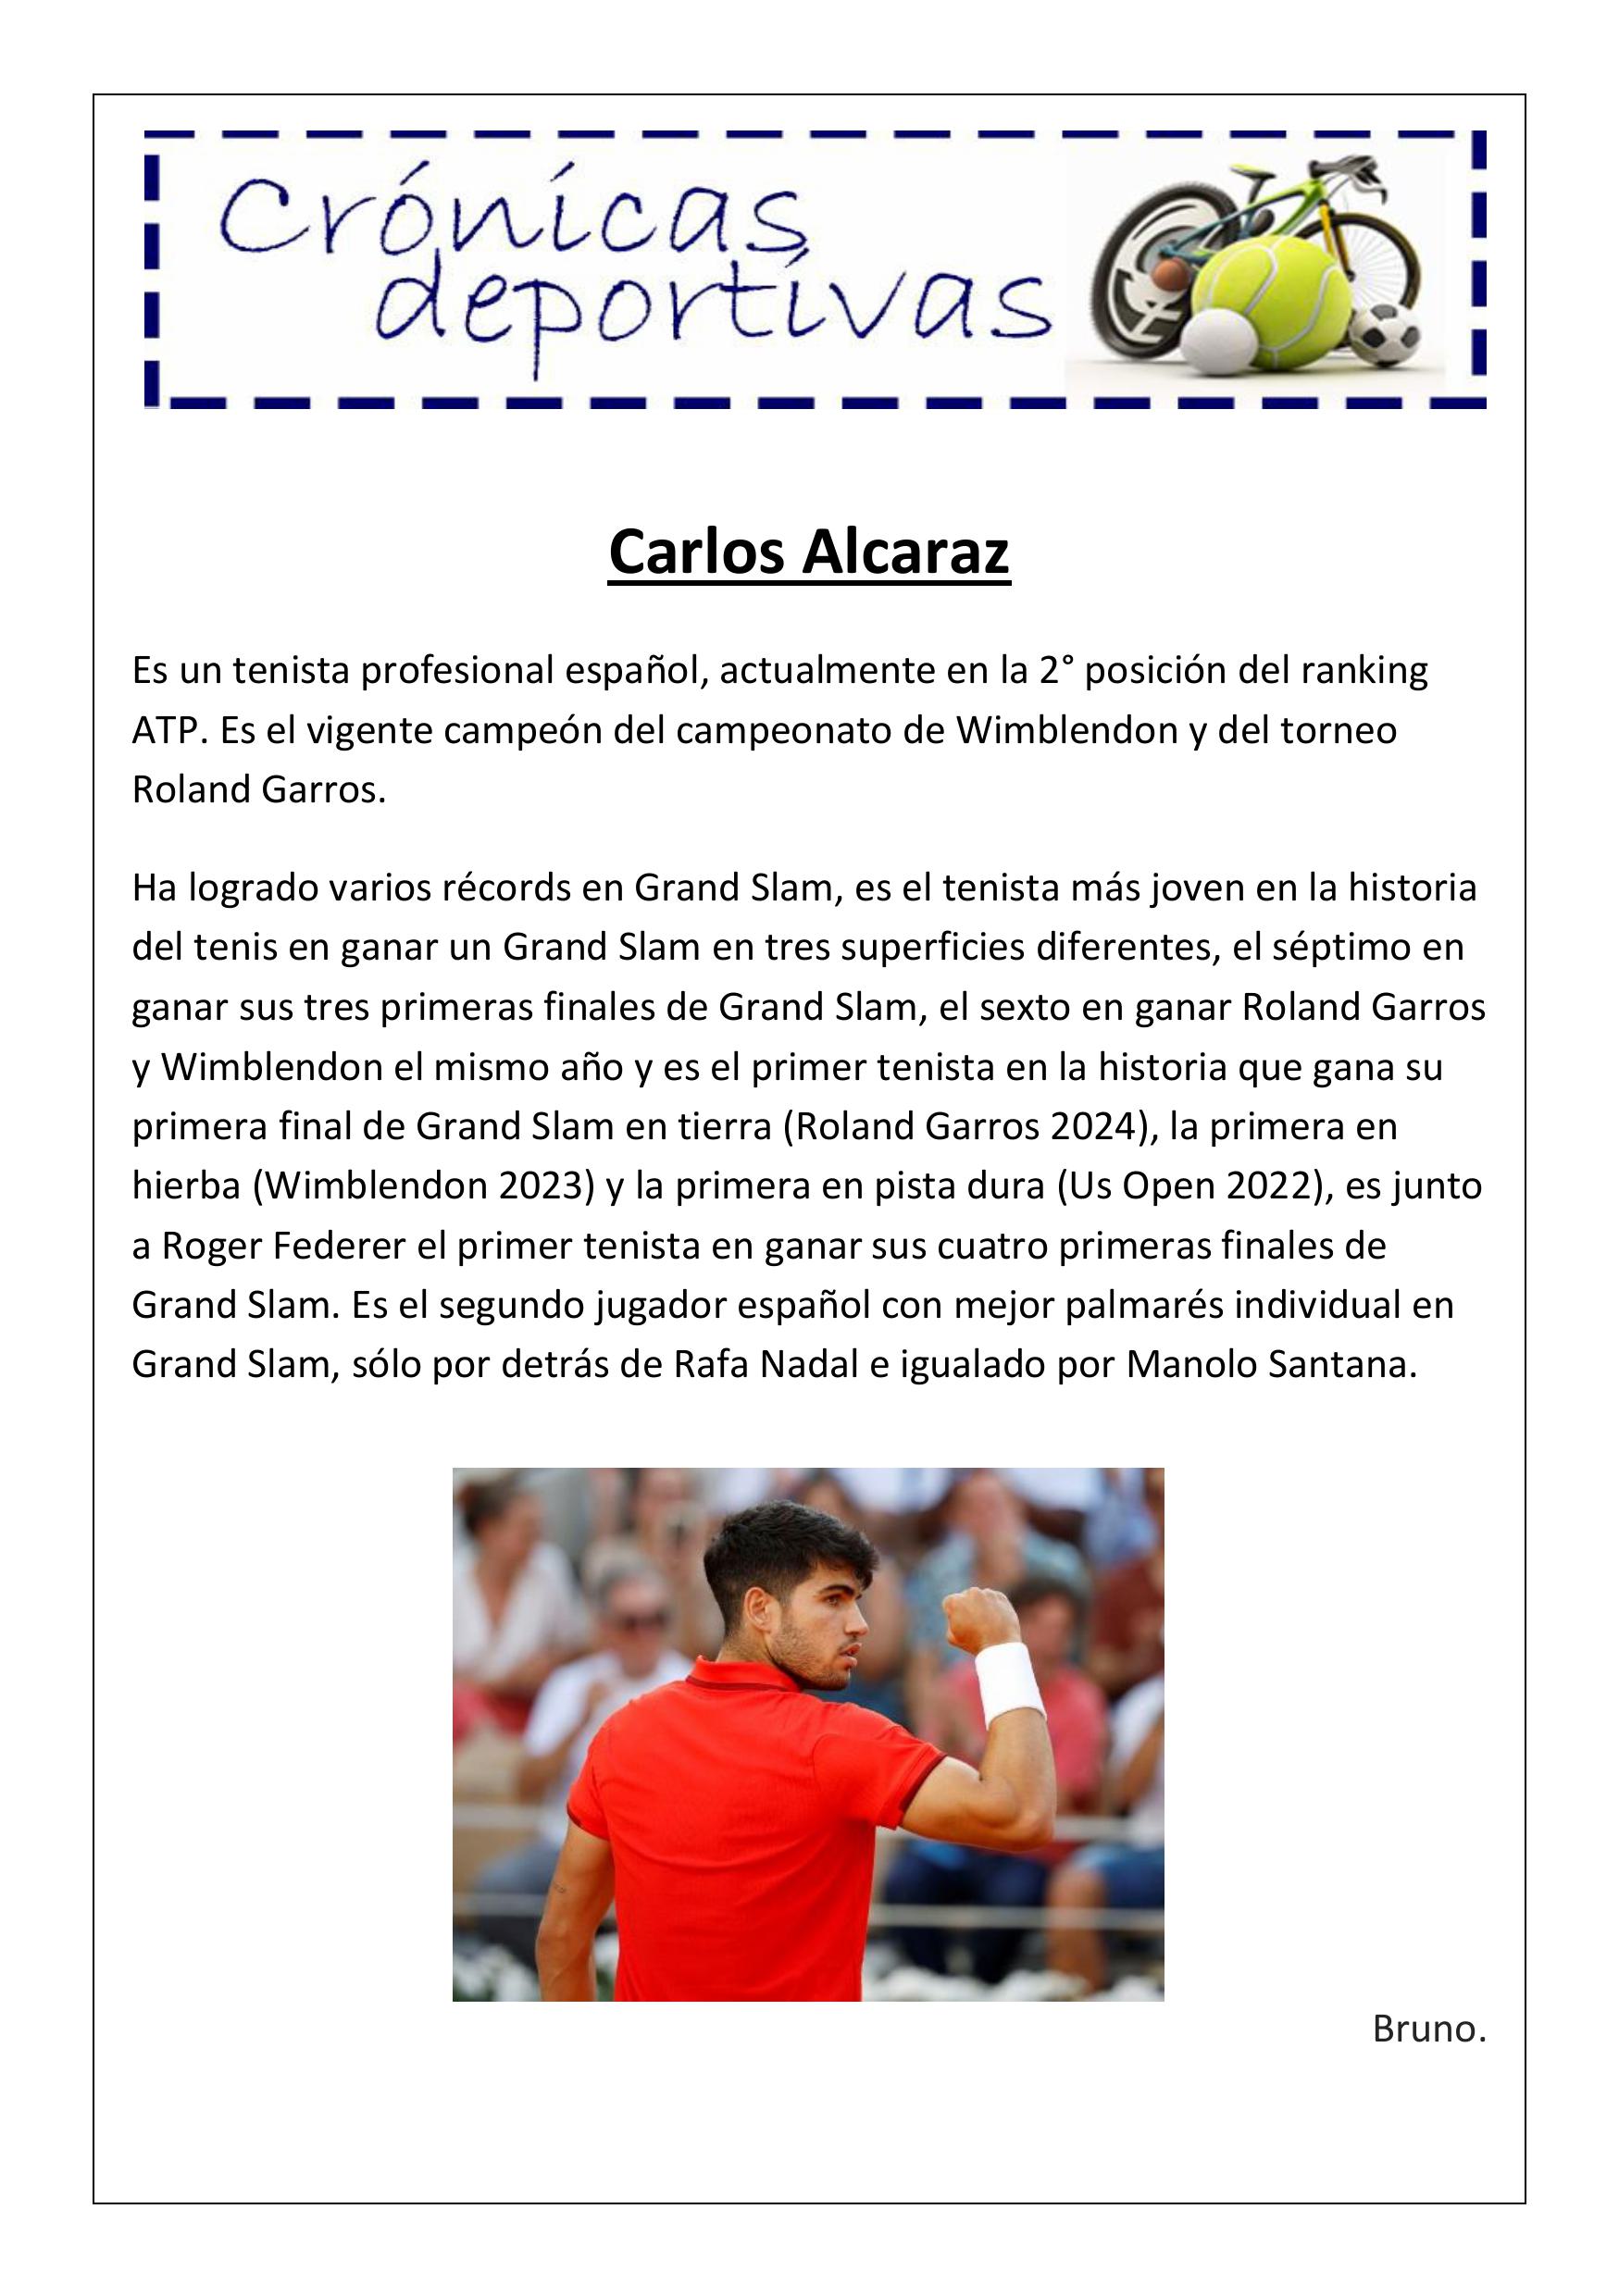 Crónicas
deportivas
Carlos Alcaraz
Es un tenista profesional español, actualmente en la 2° posición del ranking
ATP. Es el vigente campeón del campeonato de Wimblendon y del torneo
Roland Garros.
Ha logrado varios récords en Grand Slam, es el tenista más joven en la historia
del tenis en ganar un Grand Slam en tres superficies diferentes, el séptimo en
ganar sus tres primeras finales de Grand Slam, el sexto en ganar Roland Garros
y Wimblendon el mismo año y es el primer tenista en la historia que gana su
primera final de Grand Slam en tierra (Roland Garros 2024), la primera en
hierba (Wimblendon 2023) y la primera en pista dura (Us Open 2022), es junto
a Roger Federer el primer tenista en ganar sus cuatro primeras finales de
Grand Slam. Es el segundo jugador español con mejor palmarés individual en
Grand Slam, sólo por detrás de Rafa Nadal e igualado por Manolo Santana.
Bruno.